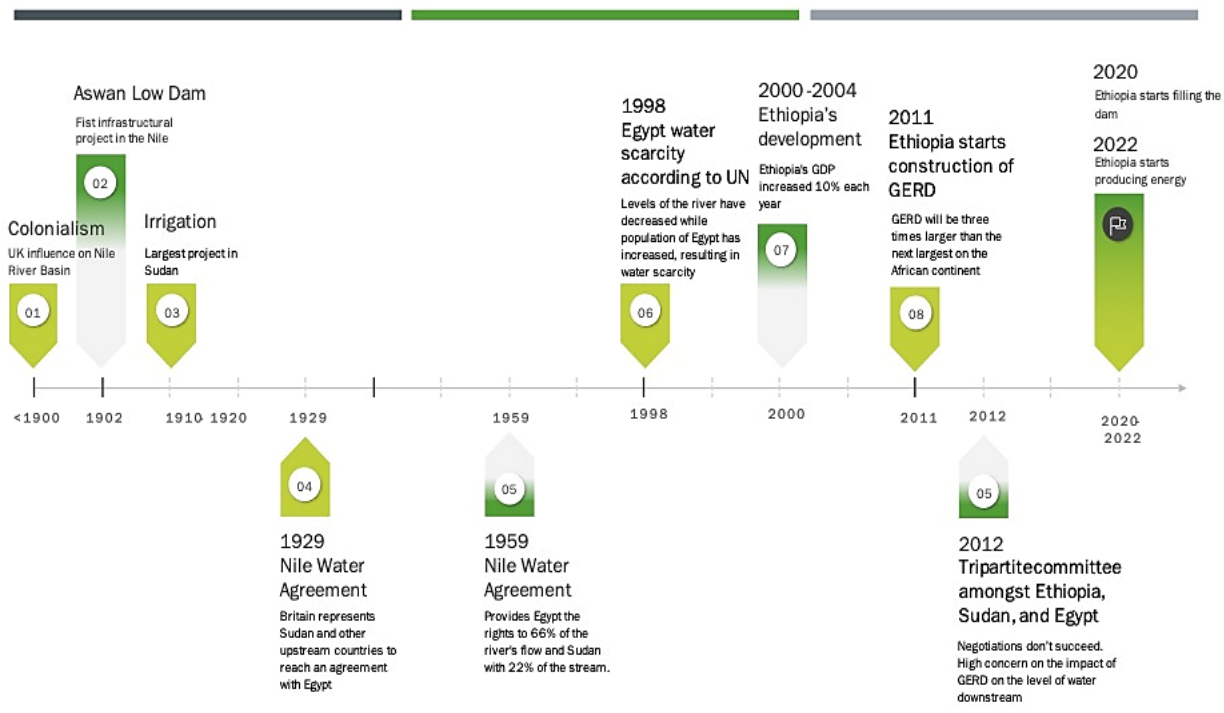 Aswan Low Dam
Fist infrastructural
project in the Nile
02
Colonialism
UK influence on Nile
River Basin
01
Irrigation
Largest project in
Sudan
03
1998
Egypt water
scarcity
according to UN
Levels of the river have
decreased while
population of Egypt has
increased, resulting in
water scarcity
06
2000-2004
Ethiopia's
development
Ethiopia's GDP
increased 10% each
year
07
2011
Ethiopia starts
construction of
GERD
GERD will be three
times larger than the
next largest on the
African continent
08
2020
Ethiopia starts filling the
dam
2022
Ethiopia starts
producing energy
<1900
1902
1910-1920
1929
1959
1998
2000
2011
2012
2020-
2022
04
1929
Nile Water
Agreement
Britain represents
Sudan and other
upstream countries to
reach an agreement
with Egypt
05
1959
Nile Water
Agreement
Provides Egypt the
rights to 66% of the
river's flow and Sudan
with 22% of the stream.
05
2012
Tripartitecommittee
amongst Ethiopia,
Sudan, and Egypt
Negotiations don't succeed.
High concern on the impact of
GERD on the level of water
downstream